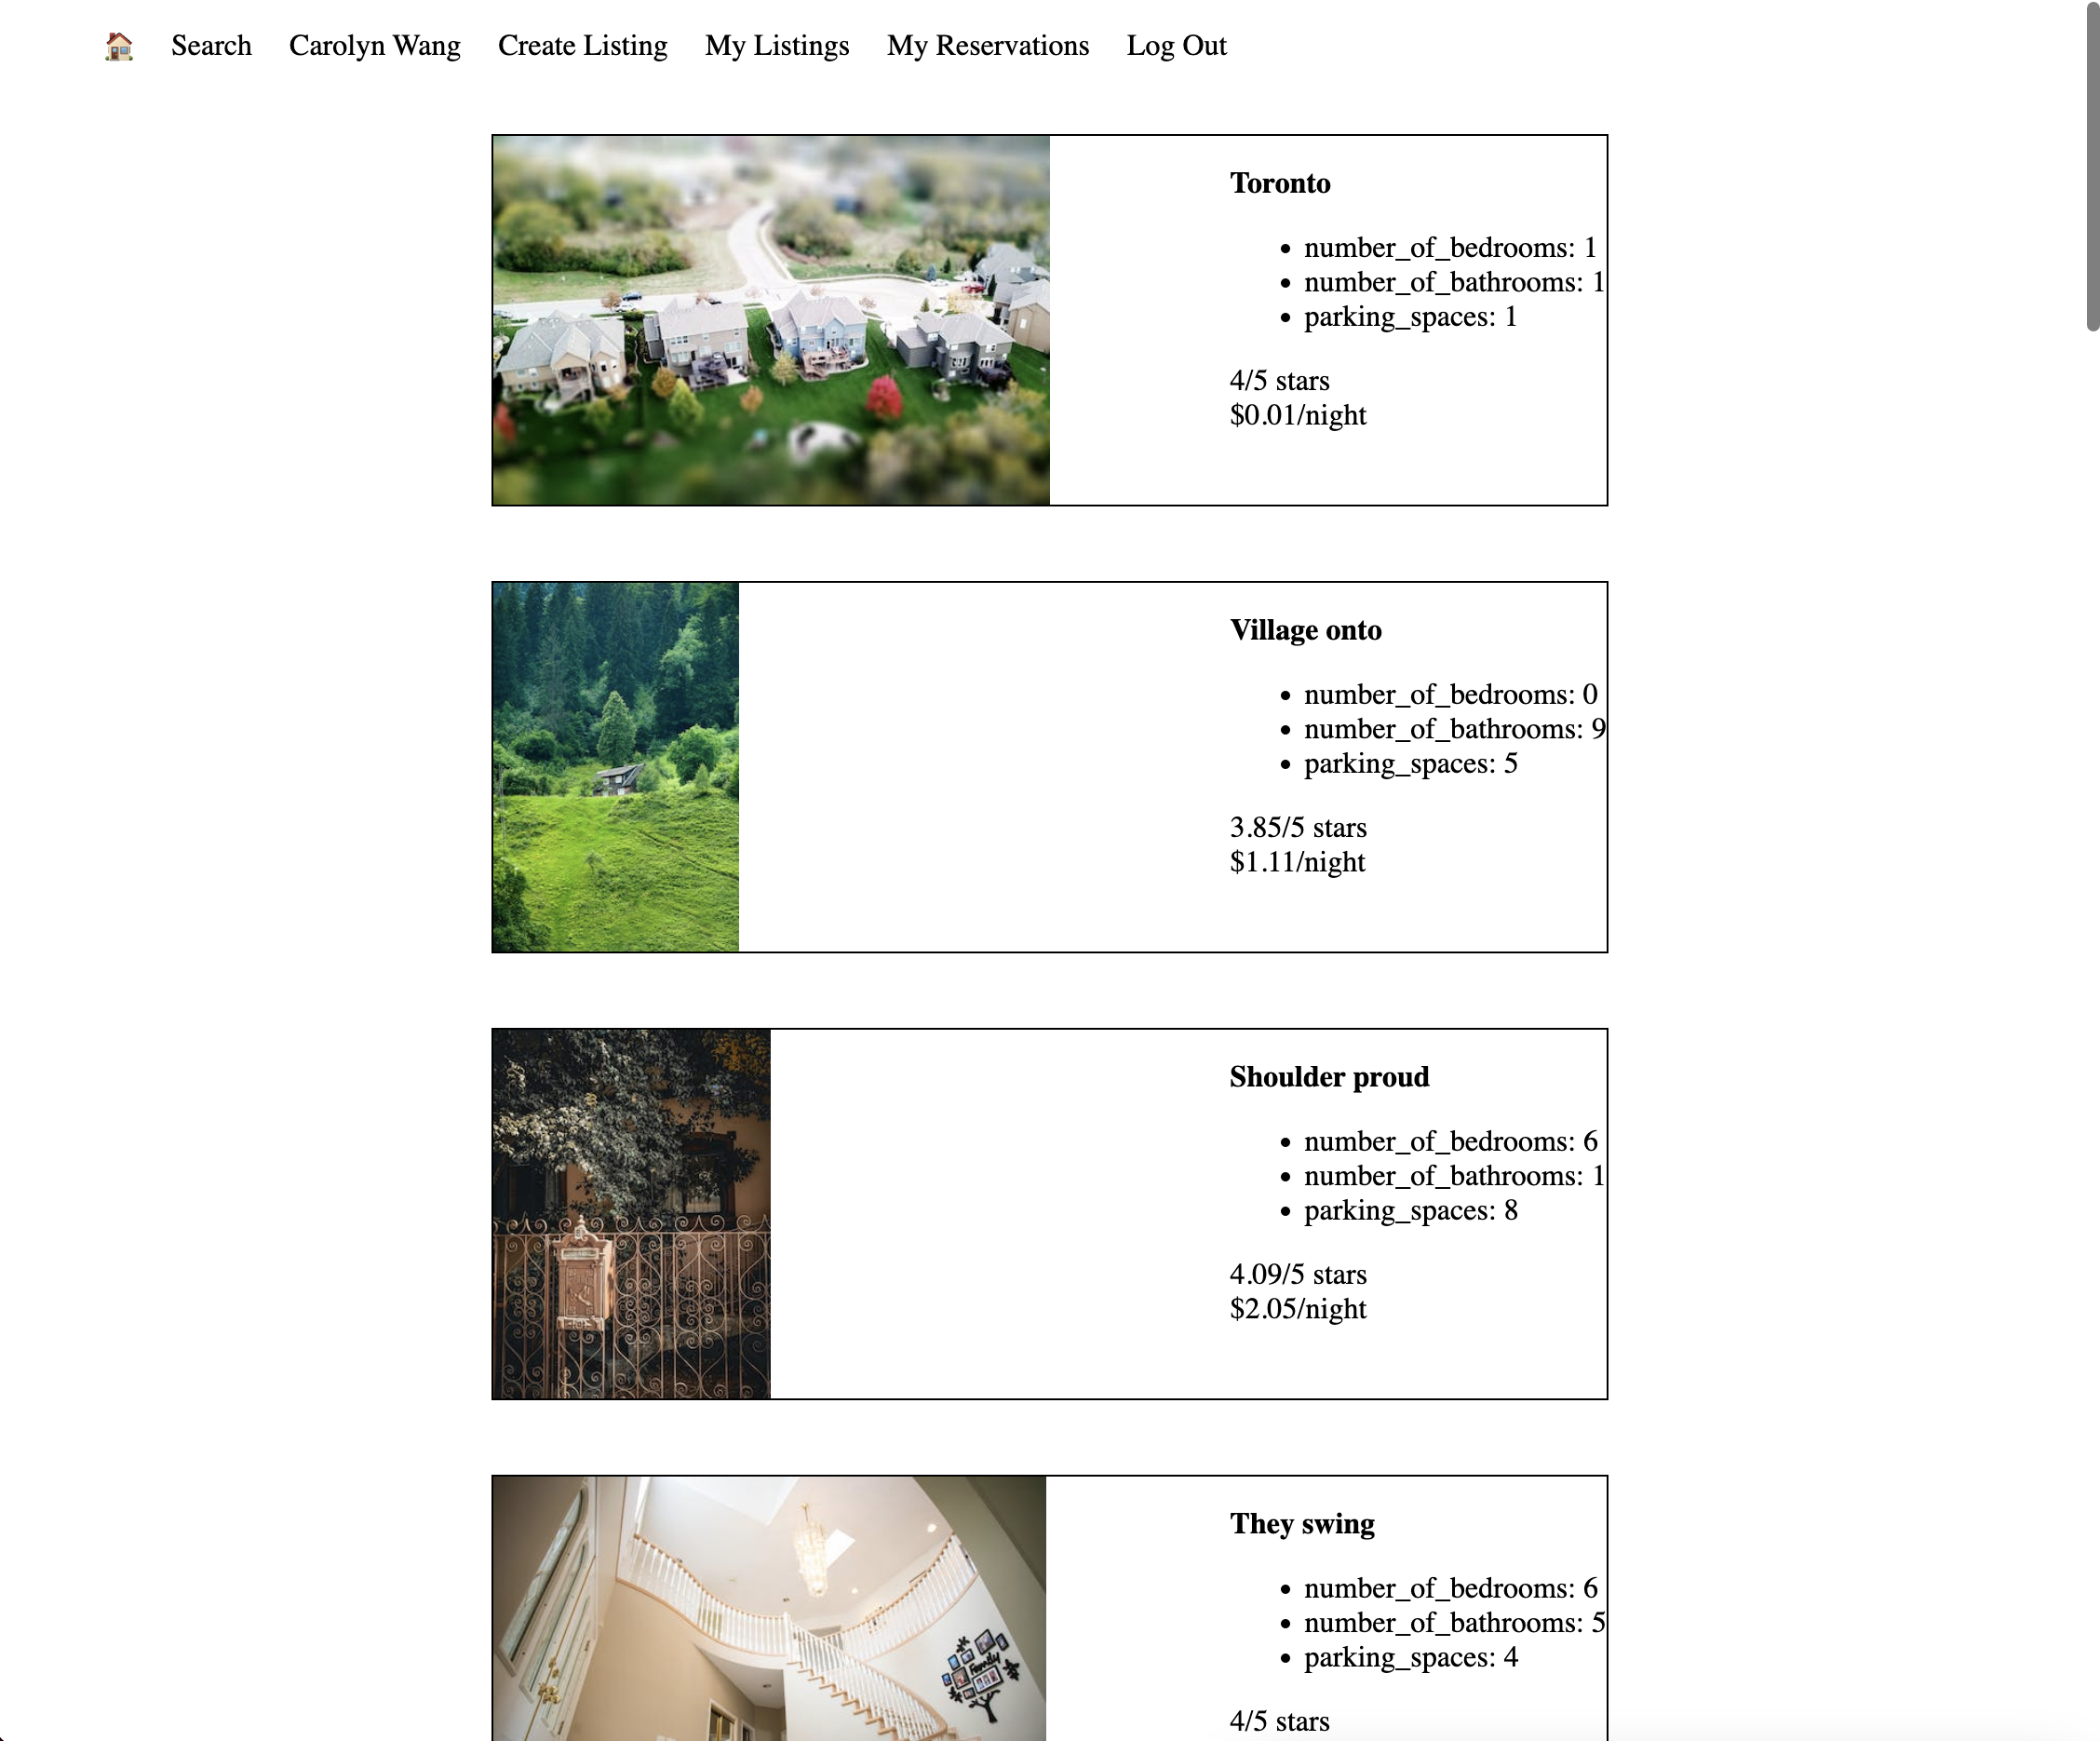 Search Carolyn Wang Create Listing My Listings My Reservations Log Out
Toronto
number_of_bedrooms: 1
number_of_bathrooms: 1
parking_spaces: 1
4/5 stars
$0.01/night
Village onto
number_of_bedrooms: 0
number_of_bathrooms: 9
parking_spaces: 5
3.85/5 stars
$1.11/night
Shoulder proud
number_of_bedrooms: 6
number_of_bathrooms: 1
parking_spaces: 8
4.09/5 stars
$2.05/night
They swing
number_of_bedrooms: 6
number_of_bathrooms: 5
parking_spaces: 4
Family
4/5 stars